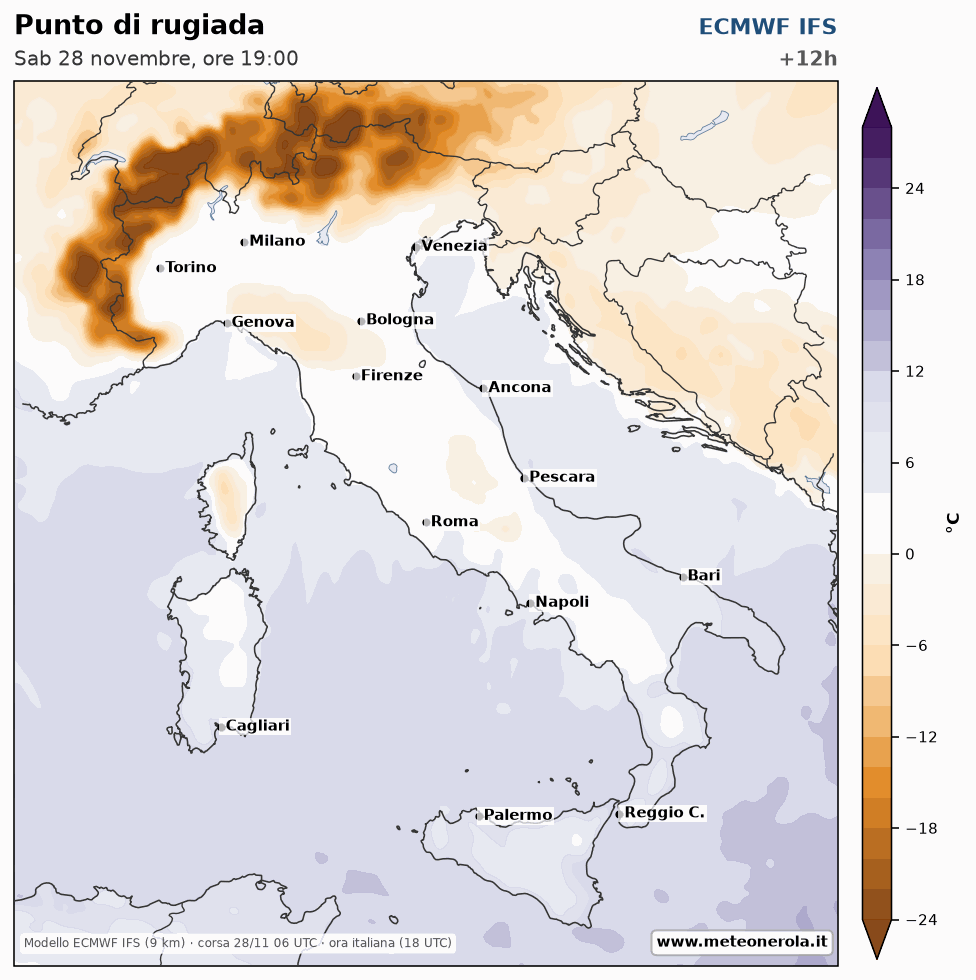 Punto di rugiada
ECMWF IFS
Sab 28 novembre, ore 19:00
+12h
Milano
Venezia
Torino
Genova
Bologna
Firenze
Ancona
Pescara
Roma
Bari
Napoli
Cagliari
Palermo
Reggio C.
24
18
12
6
0
−6
−12
−18
−24
°C
Modello ECMWF IFS (9 km) · corsa 28/11 06 UTC · ora italiana (18 UTC)
www.meteonerola.it